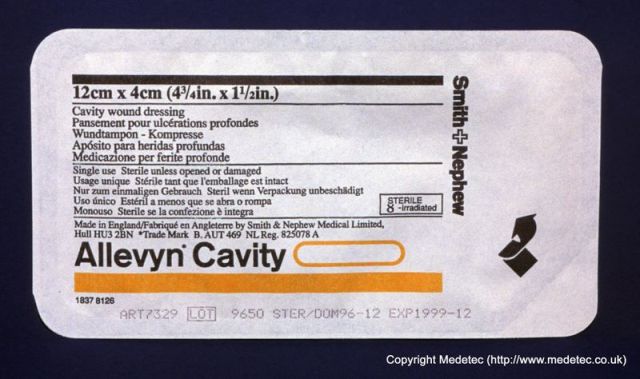 12cm x 4cm (4¾in. x 1½in.)
Cavity wound dressing
Pansement pour ulcérations profondes
Wundtampon - Kompresse
Apósito para heridas profundas
Medicazione per ferite profonde
Single use Sterile unless opened or damaged
Usage unique Stérile tant que l'emballage est intact
Nur zum einmaligen Gebrauch Steril wenn Verpackung unbeschädigt
Uso único Estéril a menos que se abra o rompa
Monouso Sterile se la confezione è integra
STERILE
-irradiated
Made in England/Fabriqué en Angleterre by Smith & Nephew Medical Limited,
Hull HU3 2BN *Trade Mark B. AUT 469 NL Reg. 825078 A
Allevyn* Cavity
1837 8126
ART7329 LOT 9650 STER/DOM96-12 EXP1999-12
Smith+Nephew
Copyright Medetec (http://www.medetec.co.uk)